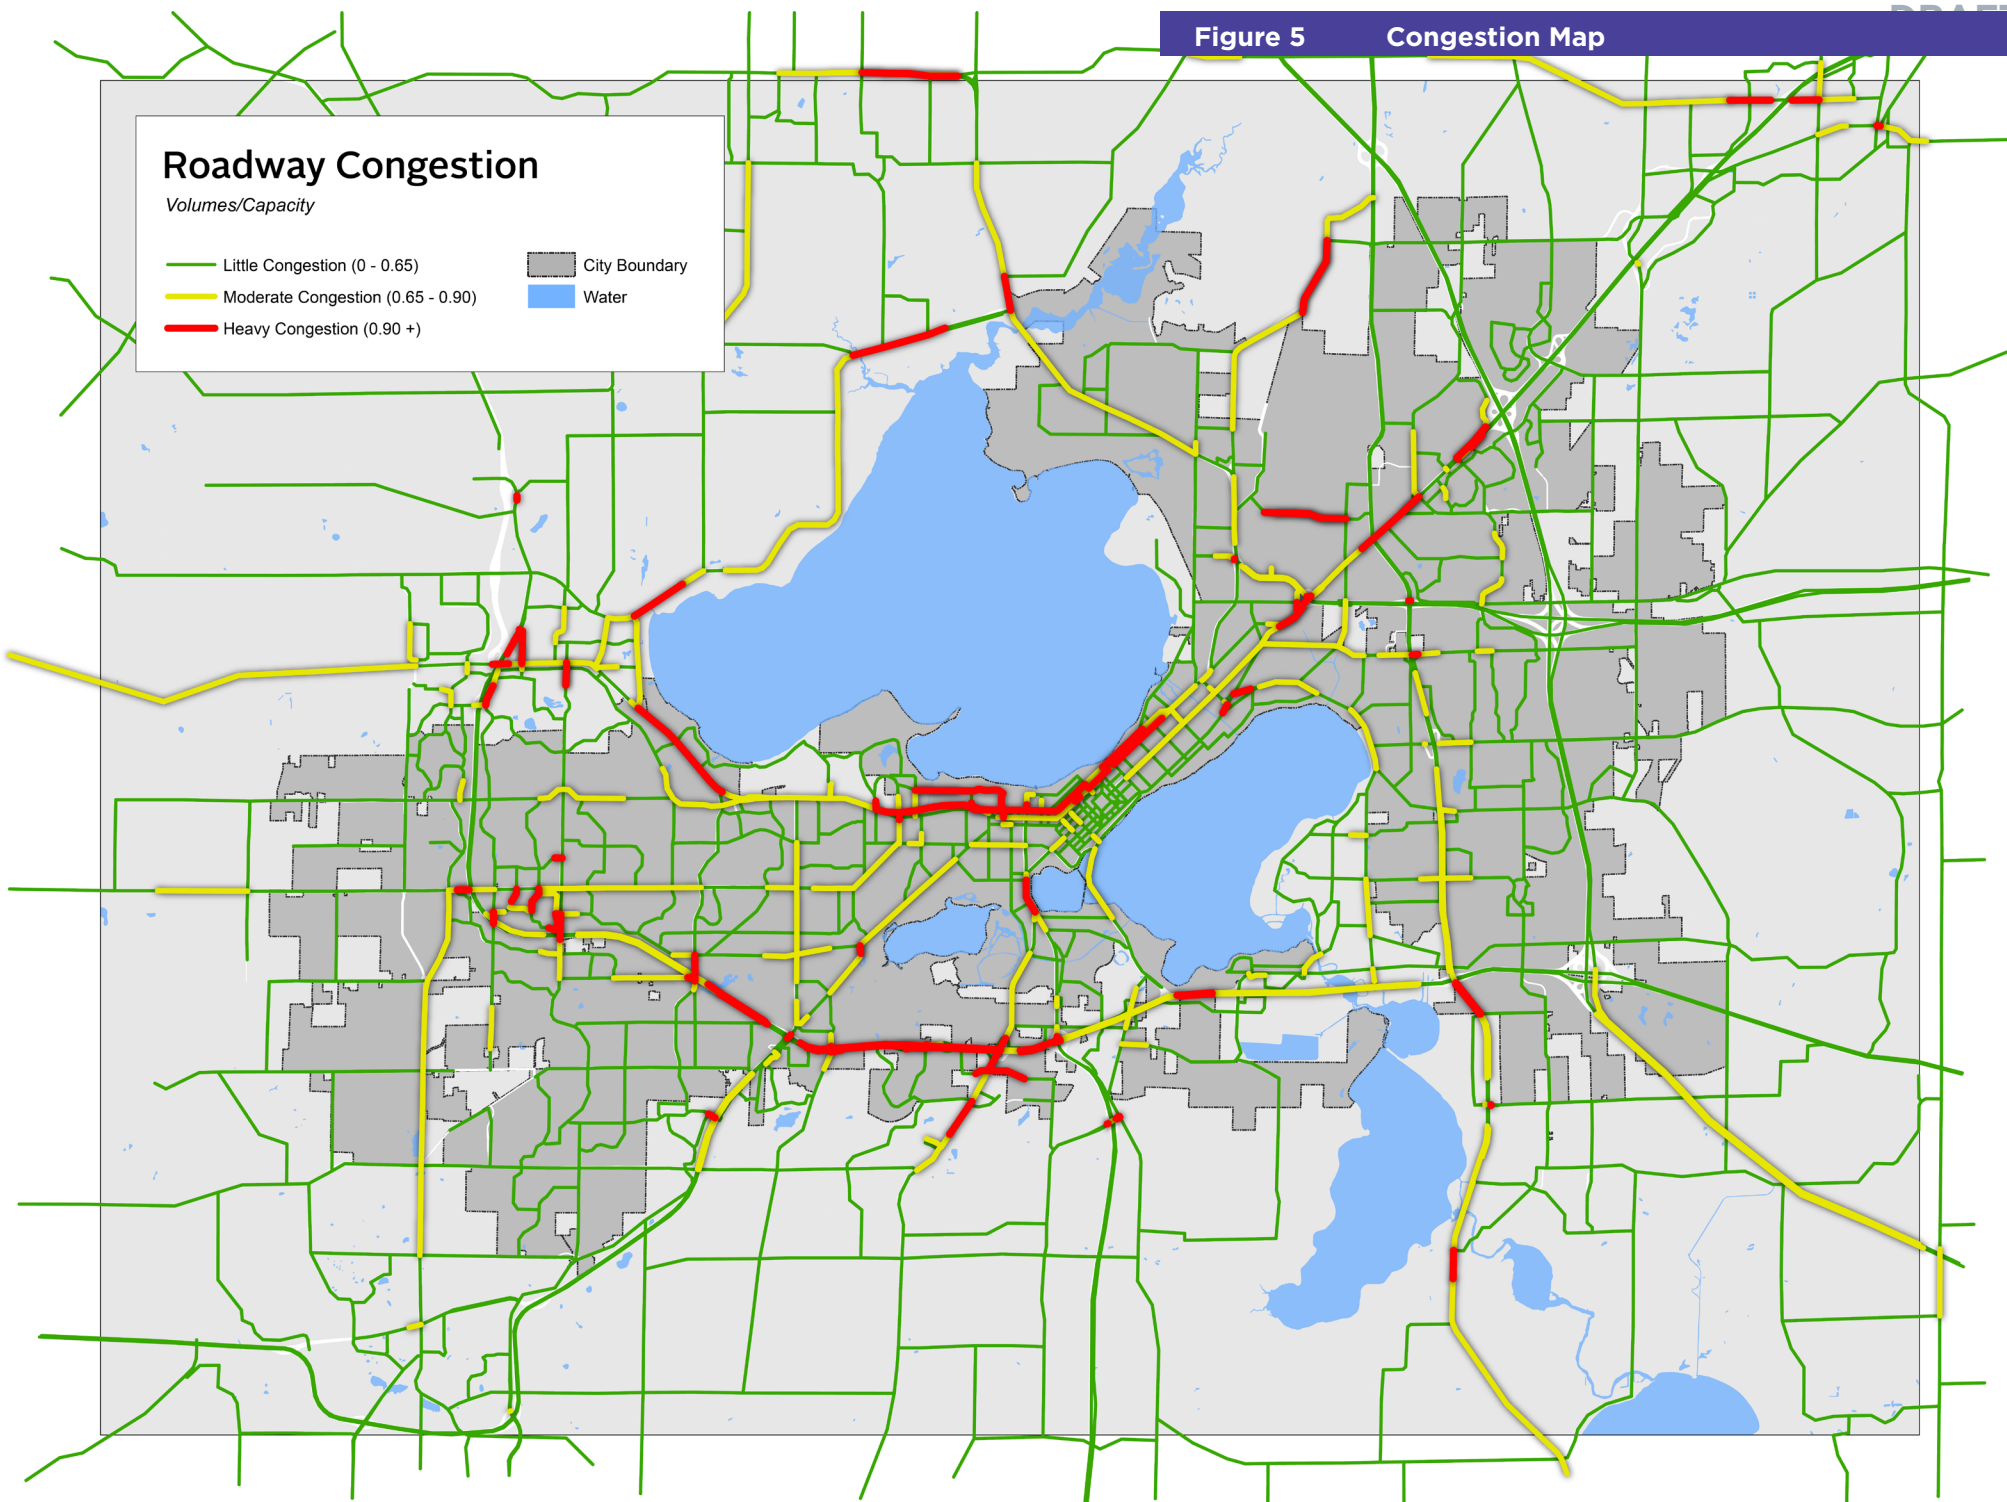 Figure 5 Congestion Map
Roadway Congestion
Volumes/Capacity
Little Congestion (0 - 0.65)
Moderate Congestion (0.65 - 0.90)
Heavy Congestion (0.90 +)
City Boundary
Water